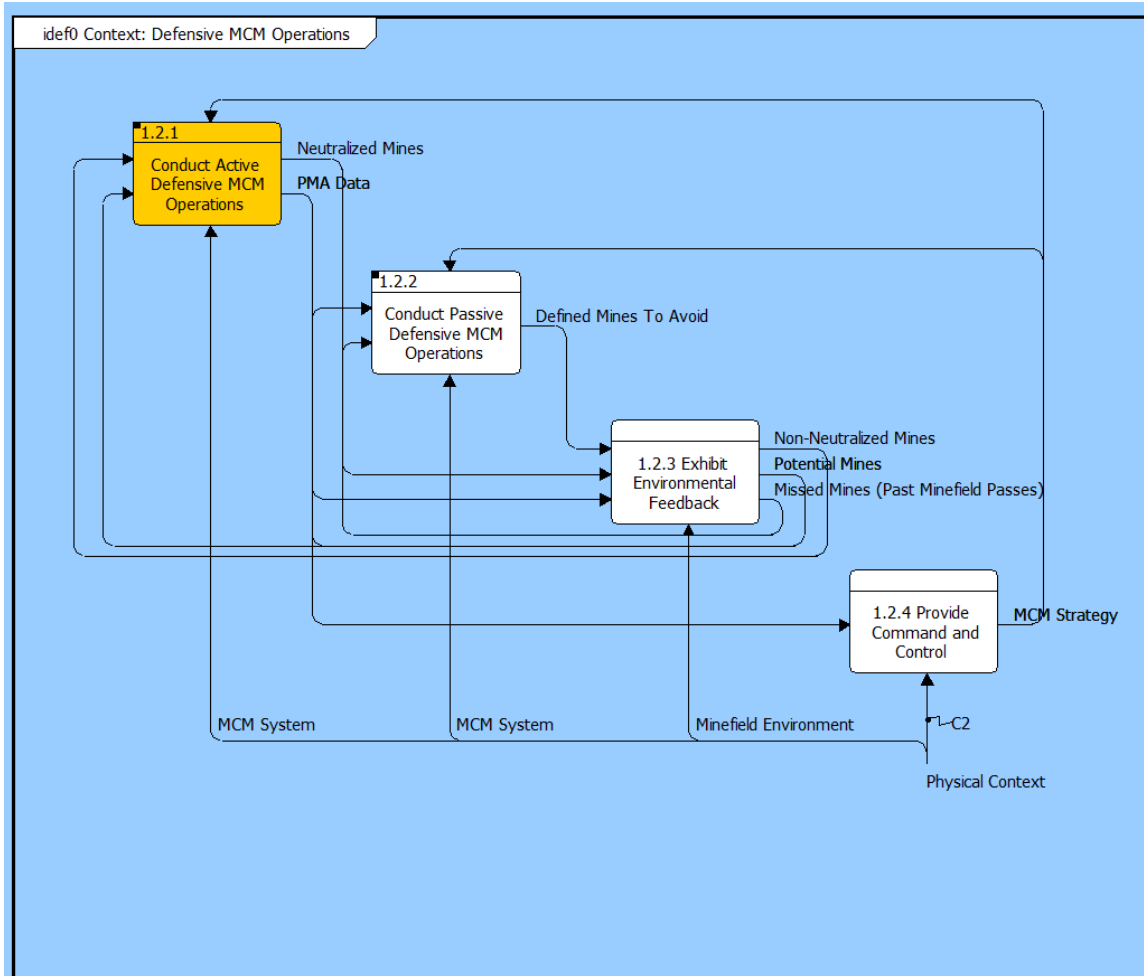 idef0 Context: Defensive MCM Operations
1.2.1
Conduct Active
Defensive MCM
Operations
Neutralized Mines
PMA Data
1.2.2
Conduct Passive
Defensive MCM
Operations
Defined Mines To Avoid
1.2.3 Exhibit
Environmental
Feedback
Non-Neutralized Mines
Potential Mines
Missed Mines (Past Minefield Passes)
1.2.4 Provide
Command and
Control
MCM Strategy
MCM System
MCM System
Minefield Environment
C2
Physical Context